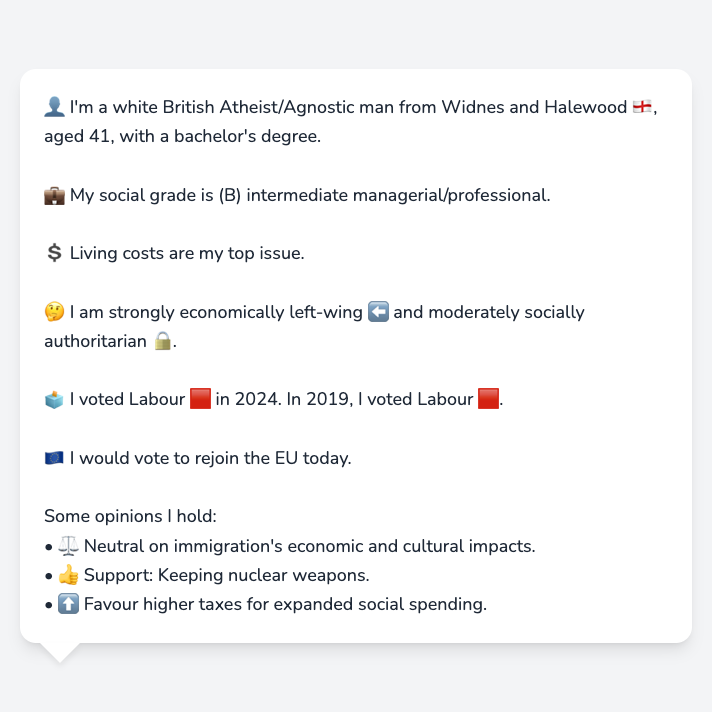 👤 I'm a white British Atheist/Agnostic man from Widnes and Halewood 🏴󠁧󠁢󠁥󠁮󠁧󠁿,
aged 41, with a bachelor's degree.
💼 My social grade is (B) intermediate managerial/professional.
💲 Living costs are my top issue.
🤔 I am strongly economically left-wing ⬅️ and moderately socially
authoritarian 🔒.
🗳️ I voted Labour 🟥 in 2024. In 2019, I voted Labour 🟥.
🇪🇺 I would vote to rejoin the EU today.
Some opinions I hold:
• ⚖️ Neutral on immigration's economic and cultural impacts.
• 👍 Support: Keeping nuclear weapons.
• ⬆️ Favour higher taxes for expanded social spending.